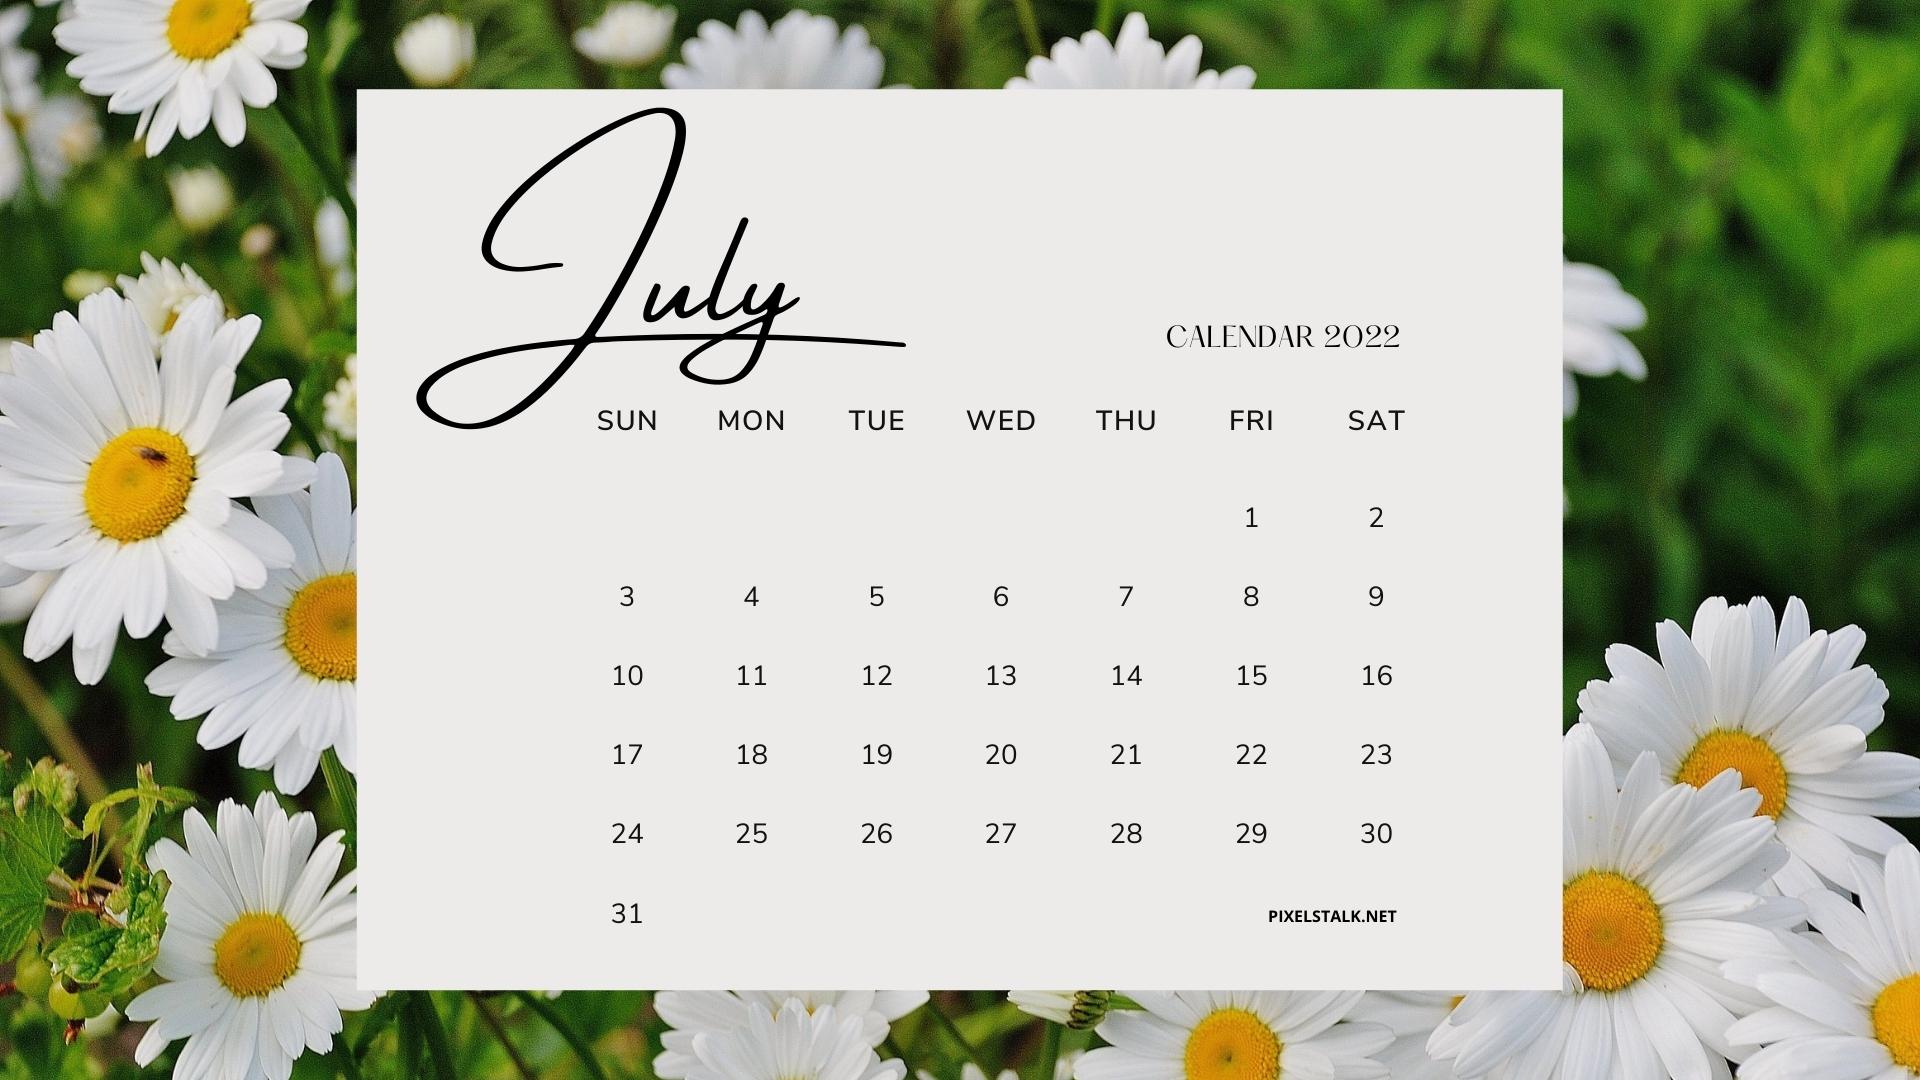 July
CALENDAR 2022
SUN MON TUE WED THU FRI SAT
1 2
3 4 5 6 7 8 9
10 11 12 13 14 15 16
17 18 19 20 21 22 23
24 25 26 27 28 29 30
31
PIXELSTALK.NET